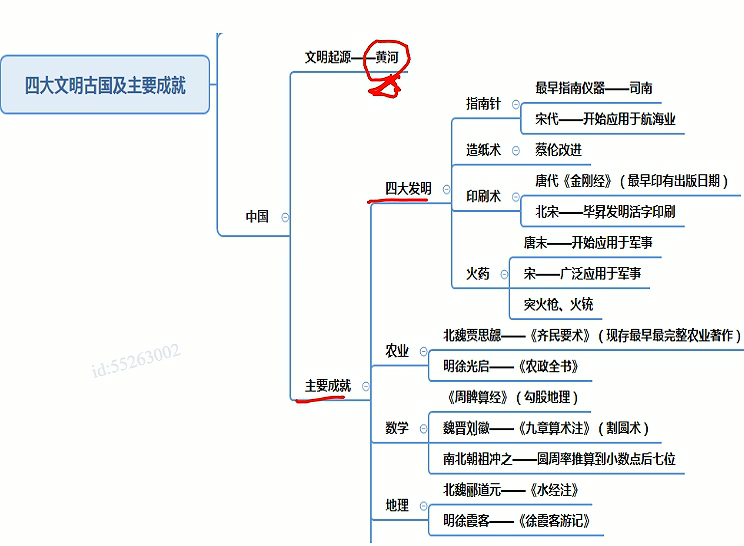 四大文明古国及主要成就
中国
文明起源——黄河
主要成就
四大发明
指南针
最早指南仪器——司南
宋代——开始应用于航海业
造纸术
蔡伦改进
印刷术
唐代《金刚经》（最早印有出版日期）
北宋——毕昇发明活字印刷
火药
唐末——开始应用于军事
宋——广泛应用于军事
突火枪、火铳
农业
北魏贾思勰——《齐民要术》（现存最早最完整农业著作）
明徐光启——《农政全书》
数学
《周髀算经》（勾股地理）
魏晋刘徽——《九章算术注》（割圆术）
南北朝祖冲之——圆周率推算到小数点后七位
地理
北魏郦道元——《水经注》
明徐霞客——《徐霞客游记》
id:55263002